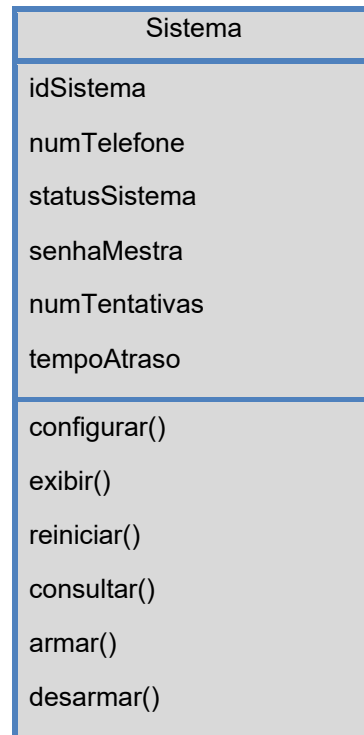 Sistema
idSistema
numTelefone
statusSistema
senhaMestra
numTentativas
tempoAtraso
configurar()
exibir()
reiniciar()
consultar()
armar()
desarmar()